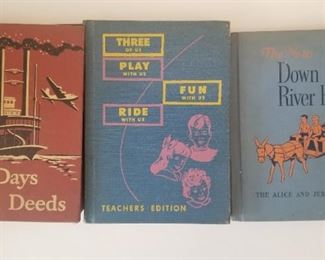 Days
Deeds
THREE
OF US
PLAY
WITH US
FUN
WITH US
RIDE
WITH US
TEACHERS EDITION
The New
Down
River
THE ALICE AND JER